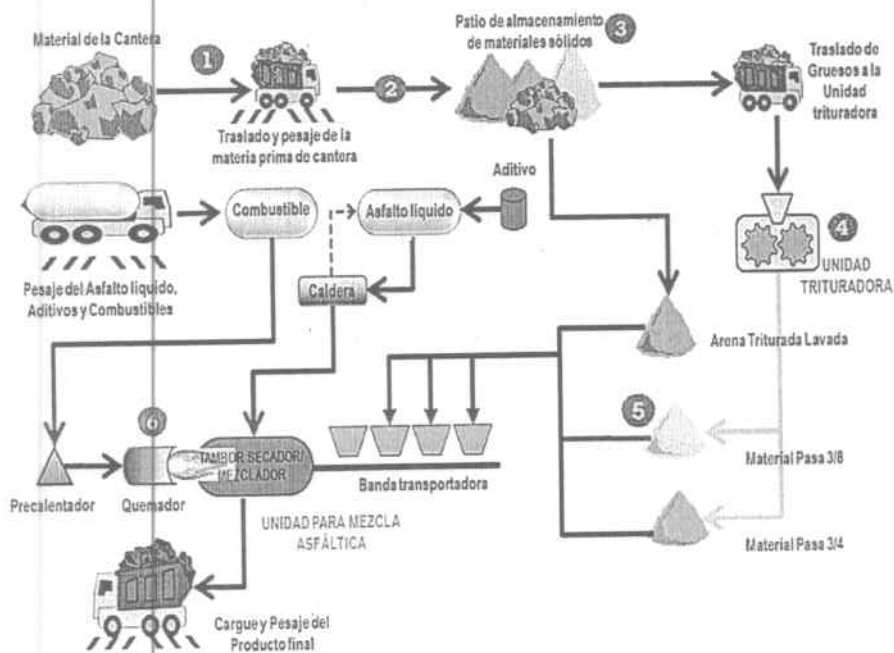 Material de la Cantera
1
Traslado y pesaje de la
materia prima de cantera
2
Patio de almacenamiento
de materiales sólidos
3
Traslado de
Gruesos a la
Unidad
trituradora
Pesaje del Asfalto líquido,
Aditivos y Combustibles
Combustible
Asfalto líquido
Aditivo
Caldera
4
UNIDAD
TRITURADORA
Arena Triturada Lavada
5
Material Pasa 3/8
Material Pasa 3/4
6
Precalentador
Quemador
TAMBOR SECADOR/
MEZCLADOR
Banda transportadora
UNIDAD PARA MEZCLA
ASFÁLTICA
Cargue y Pesaje del
Producto final